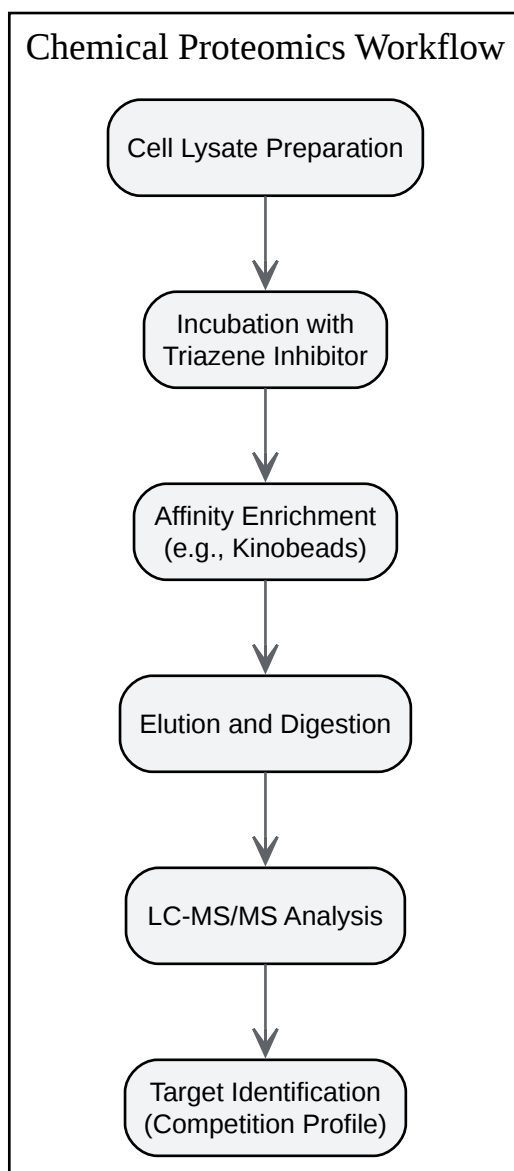 Chemical Proteomics Workflow
Cell Lysate Preparation
Incubation with
Triazene Inhibitor
Affinity Enrichment
(e.g., Kinobeads)
Elution and Digestion
LC-MS/MS Analysis
Target Identification
(Competition Profile)